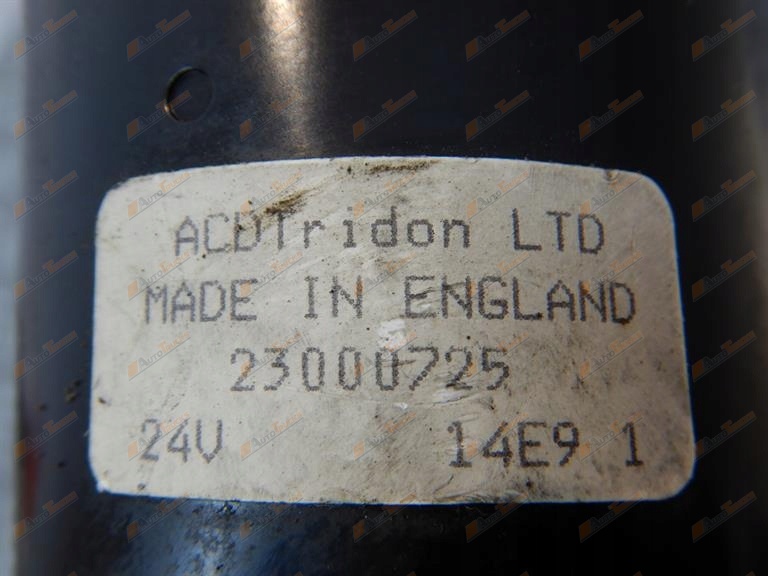 ACDTridon LTD
MADE IN ENGLAND
23000725
24V 14E9 1